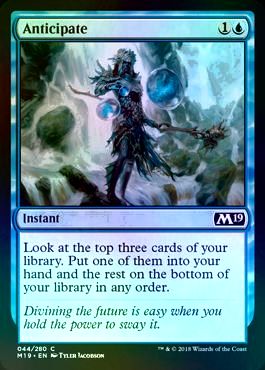 Anticipate 1
Instant M19
Look at the top three cards of your
library. Put one of them into your
hand and the rest on the bottom of
your library in any order.
Divining the future is easy when
you hold the power to sway it.
044/280 C
M19 • EN TYLER JACOBSON
™ & © 2018 Wizards of the Coast